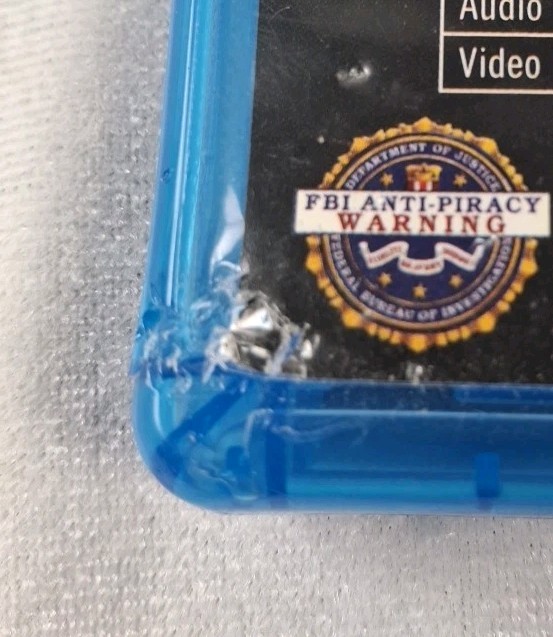 Audio
Video
DEPARTMENT OF JUSTICE
FBI ANTI-PIRACY
WARNING
FEDERAL BUREAU OF INVESTIGATION